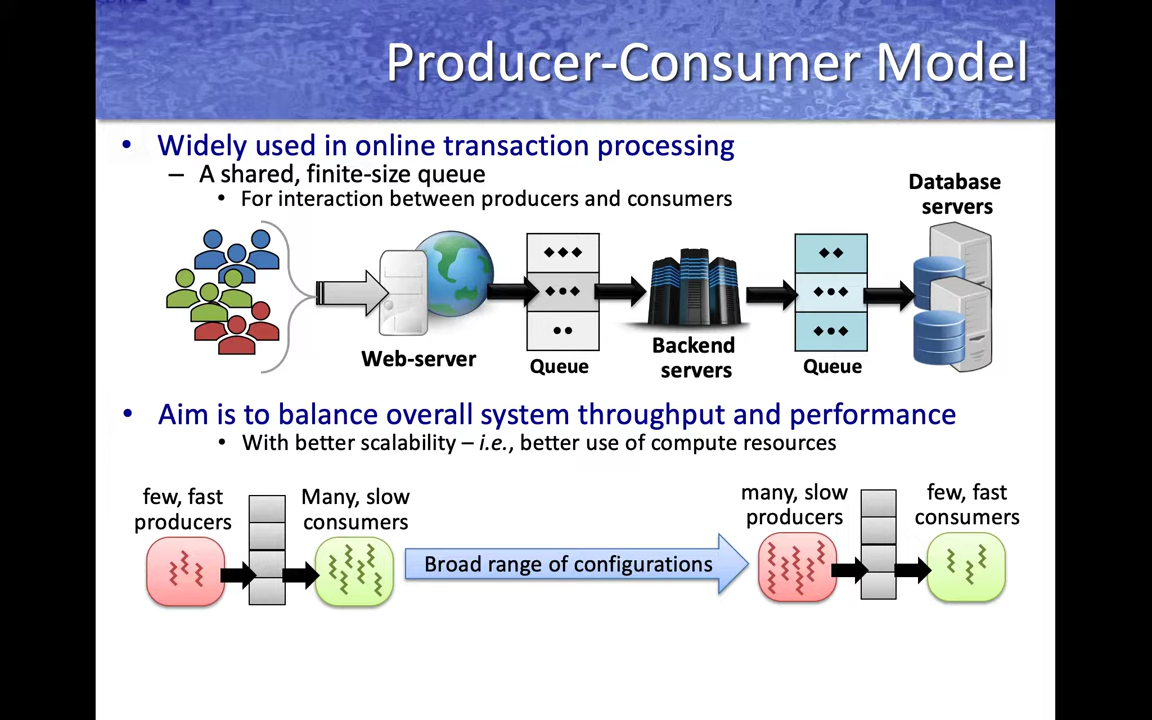 Producer-Consumer Model
• Widely used in online transaction processing
– A shared, finite-size queue
• For interaction between producers and consumers
Database
servers
Web-server
Queue
Backend
servers
Queue
• Aim is to balance overall system throughput and performance
• With better scalability – i.e., better use of compute resources
few, fast
producers
Many, slow
consumers
Broad range of configurations
many, slow
producers
few, fast
consumers